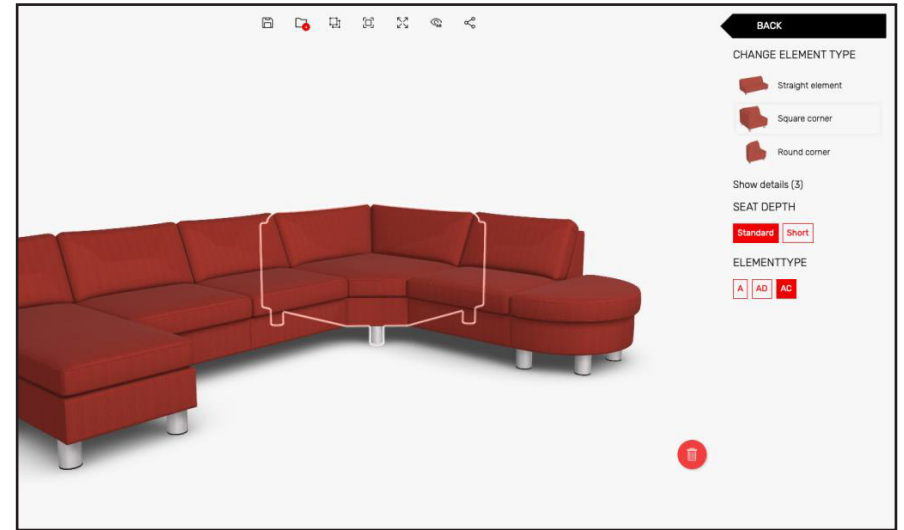 BACK
CHANGE ELEMENT TYPE
Straight element
Square corner
Round corner
Show details (3)
SEAT DEPTH
Standard Short
ELEMENTTYPE
A AD AC